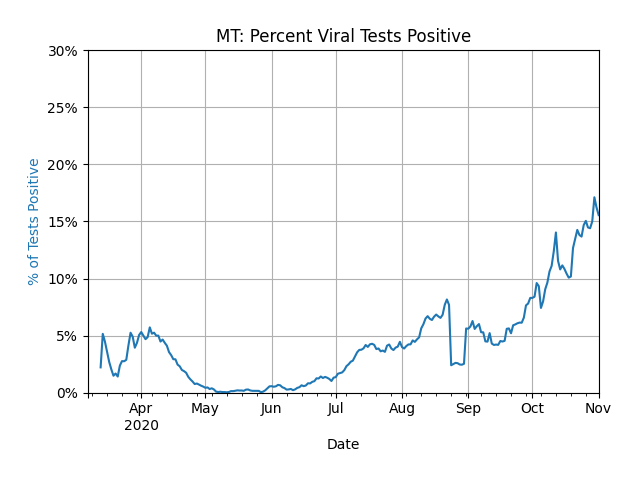 MT: Percent Viral Tests Positive
30%
25%
20%
15%
10%
5%
0%
% of Tests Positive
Apr May Jun Jul Aug Sep Oct Nov
2020
Date